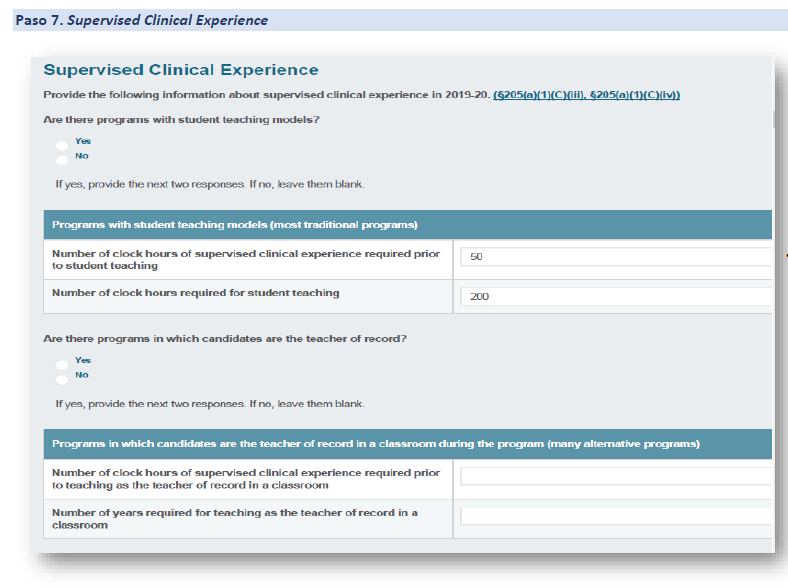 Paso 7. Supervised Clinical Experience
Supervised Clinical Experience
Provide the following information about supervised clinical experience in 2019-20. (§205(a)(1)(C)(iii), §205(a)(1)(C)(iv))
Are there programs with student teaching models?
Yes
No
If yes, provide the next two responses. If no, leave them blank.
Programs with student teaching models (most traditional programs)
Number of clock hours of supervised clinical experience required prior
to student teaching
50
Number of clock hours required for student teaching
200
Are there programs in which candidates are the teacher of record?
Yes
No
If yes, provide the next two responses. If no, leave them blank.
Programs in which candidates are the teacher of record in a classroom during the program (many alternative programs)
Number of clock hours of supervised clinical experience required prior
to teaching as the teacher of record in a classroom
Number of years required for teaching as the teacher of record in a
classroom